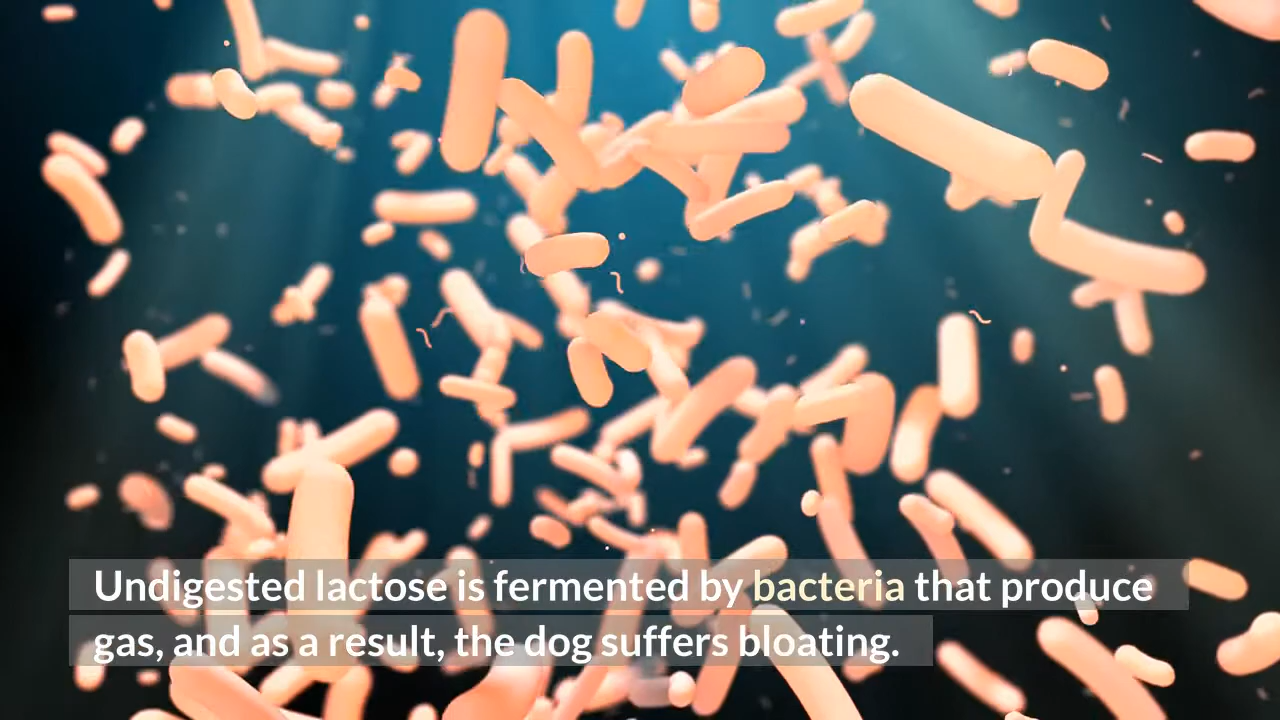 Undigested lactose is fermented by bacteria that produce
gas, and as a result, the dog suffers bloating.